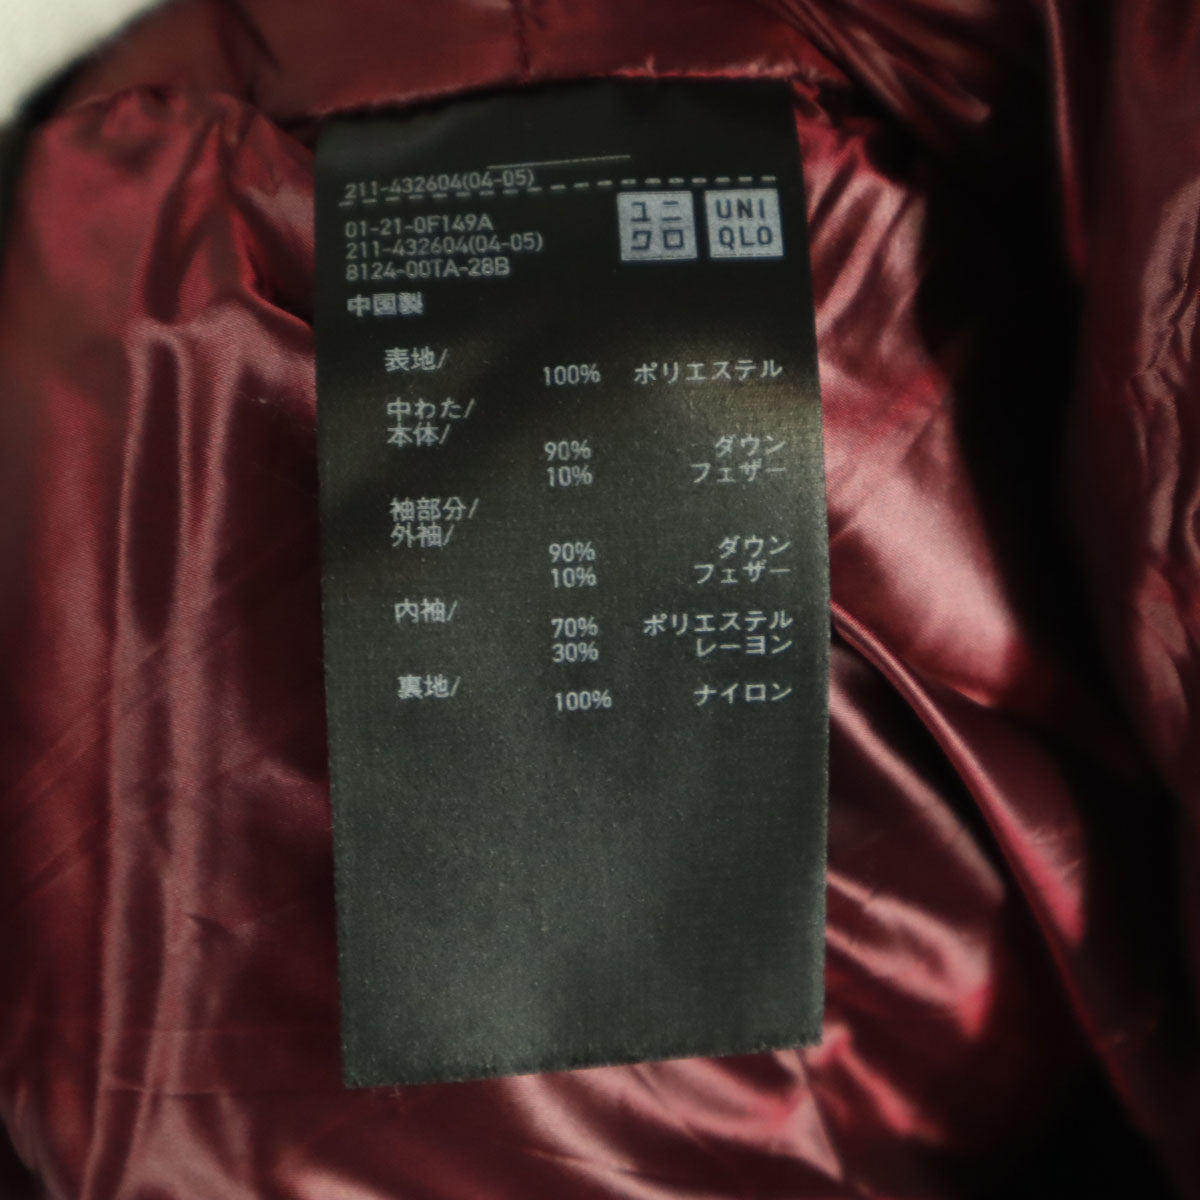 211-432604(04-05)
ユニ
クロ
UNI
QLO
01-21-0F149A
211-432604(04-05)
8124-00TA-28B
中国製
表地/
100% ポリエステル
中わた/
本体/
90% ダウン
10% フェザー
袖部分/
外袖/
90% ダウン
10% フェザー
内袖/
70% ポリエステル
30% レーヨン
裏地/
100% ナイロン